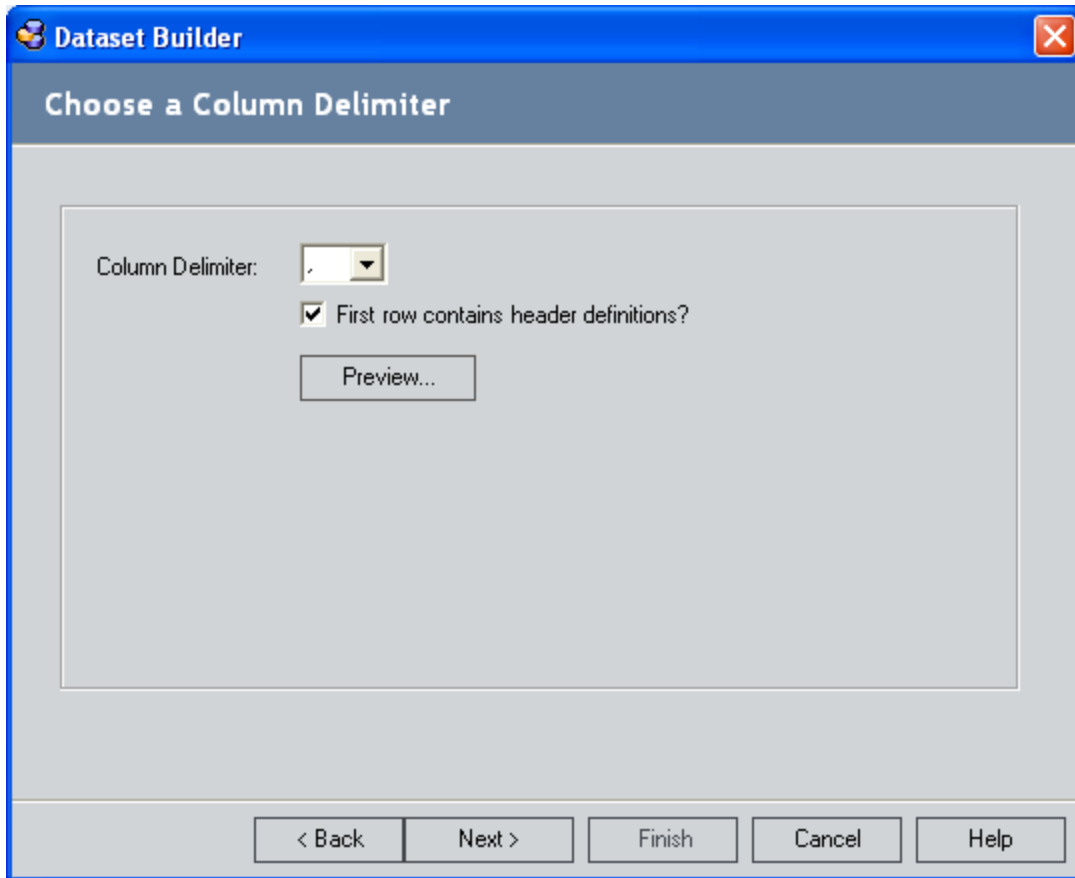 Dataset Builder
Choose a Column Delimiter
Column Delimiter: ,
First row contains header definitions?
Preview...
< Back Next > Finish Cancel Help